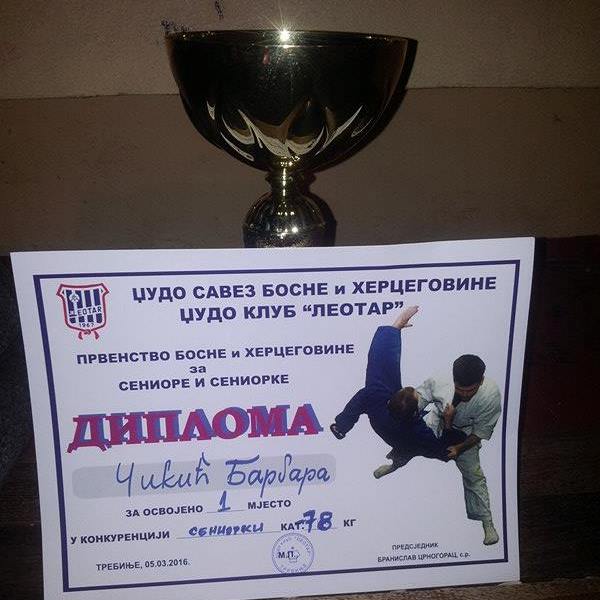 ЏУДО САВЕЗ БОСНЕ и ХЕРЦЕГОВИНЕ
ЏУДО КЛУБ "ЛЕОТАР"
LEOTAR
1967
ПРВЕНСТВО БОСНЕ и ХЕРЦЕГОВИНЕ
за
СЕНИОРЕ И СЕНИОРКЕ
ДИПЛОМА
Чикић Барбара
ЗА ОСВОЈЕНО 1 МЈЕСТО
У КОНКУРЕНЦИЈИ СЕНИОРКИ КАТ. 78 КГ
М.П.
ТРЕБИЊЕ, 05.03.2016.
ПРЕДСЈЕДНИК
БРАНИСЛАВ ЦРНОГОРАЦ, с.р.